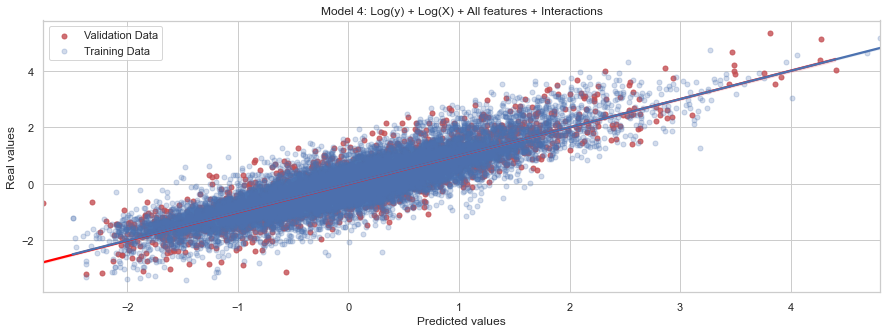 Model 4: Log(y) + Log(X) + All features + Interactions
Validation Data
Training Data
4
2
0
−2
Real values
−2
−1
0
1
2
3
4
Predicted values